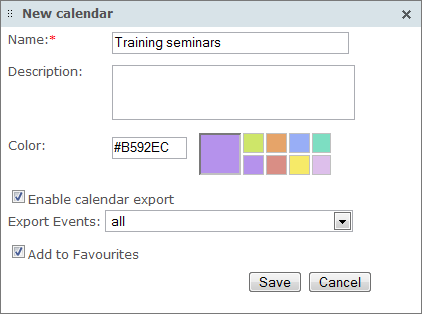 New calendar
Name:* Training seminars
Description:
Color: #B592EC
Enable calendar export
Export Events: all
Add to Favourites
Save Cancel